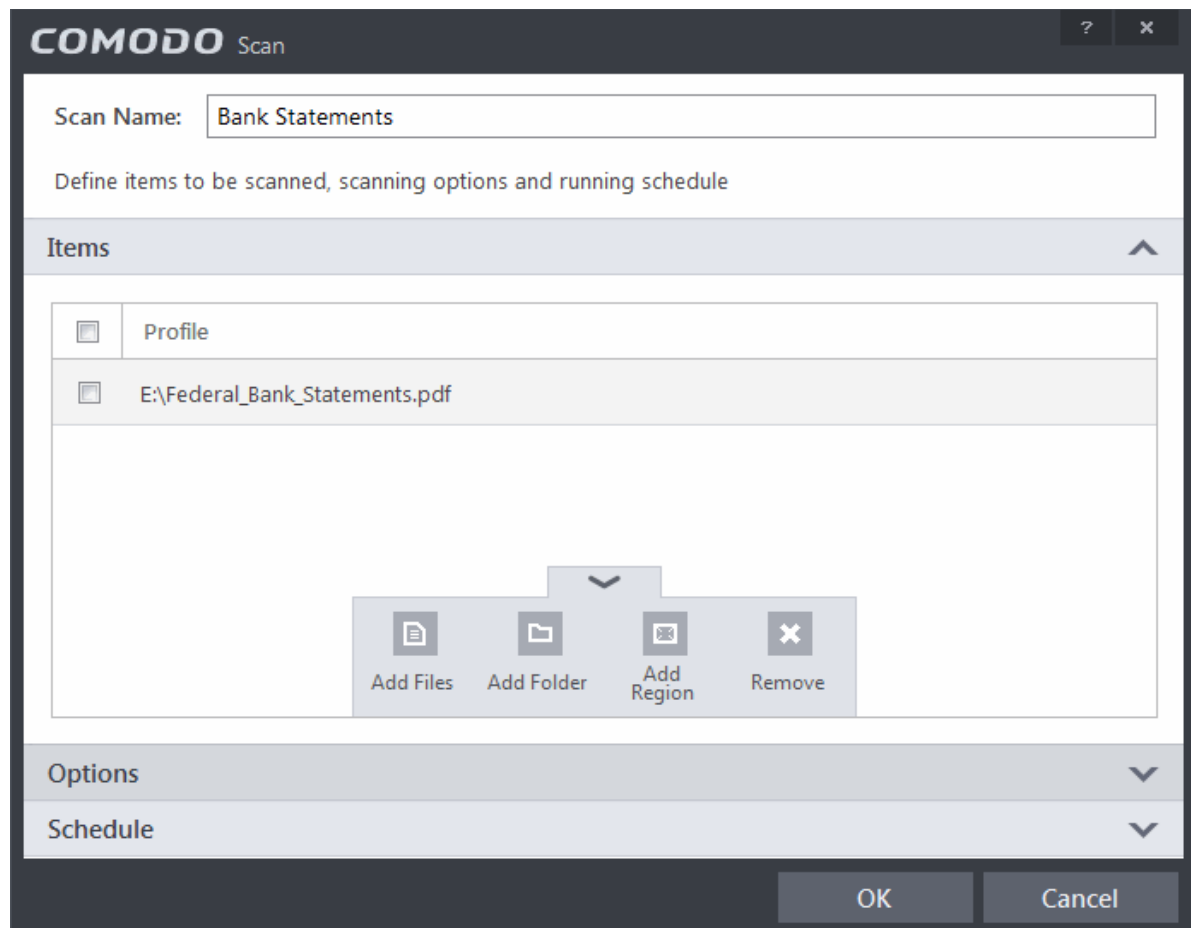 COMODO Scan
? ×
Scan Name: Bank Statements
Define items to be scanned, scanning options and running schedule
Items
Profile
E:\Federal_Bank_Statements.pdf
Add Files Add Folder Add Region Remove
Options
Schedule
OK Cancel